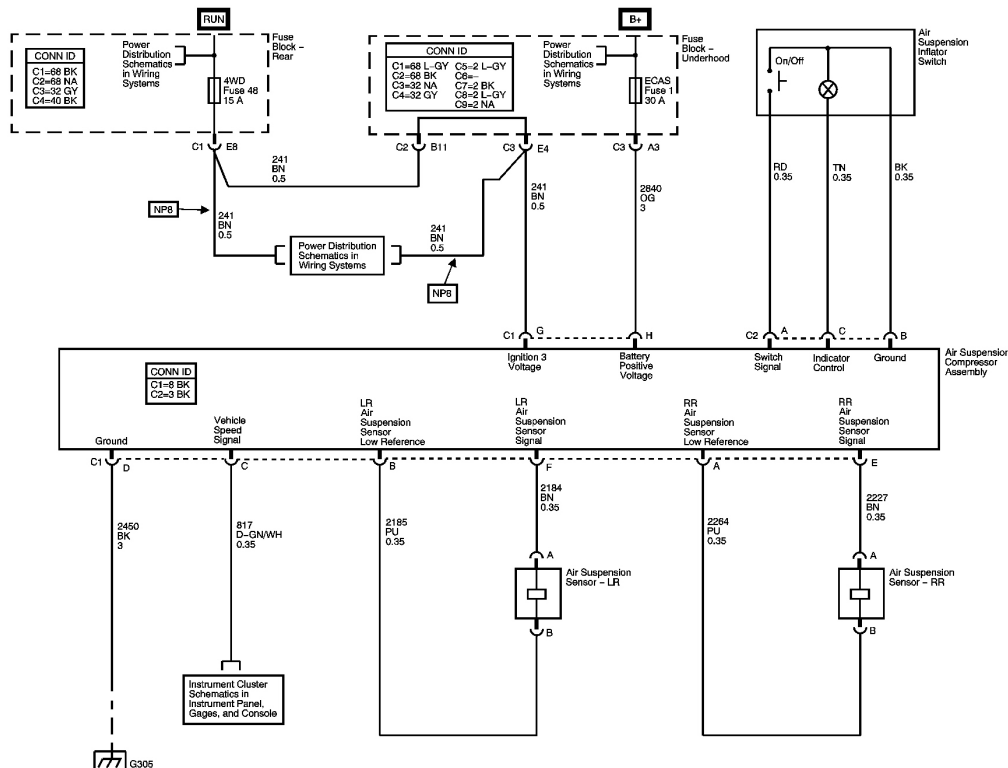 RUN
B+
Power
Distribution
Schematics
in Wiring
Systems
Fuse
Block –
Rear
CONN ID
C1=68 BK
C2=68 NA
C3=32 GY
C4=40 BK
4WD
Fuse 48
15 A
CONN ID
C1=68 L-GY C5=2 L-GY
C2=68 BK C6=-
C3=32 NA C7=2 BK
C4=32 GY C8=2 L-GY
C9=2 NA
Power
Distribution
Schematics
in Wiring
Systems
Fuse
Block –
Underhood
ECAS
Fuse 1
30 A
Air
Suspension
Inflator
Switch
On/Off
C1 E8
C2 B11
C3 E4
C3 A3
241
BN
0.5
NP8
241
BN
0.5
Power Distribution
Schematics in
Wiring Systems
241
BN
0.5
NP8
241
BN
0.5
2840
OG
3
RD
0.35
TN
0.35
BK
0.35
C1 G
H
C2 A
C
B
Ignition 3
Voltage
Battery
Positive
Voltage
Switch
Signal
Indicator
Control
Ground
Air Suspension
Compressor
Assembly
CONN ID
C1=8 BK
C2=3 BK
Ground
Vehicle
Speed
Signal
LR
Air
Suspension
Sensor
Low Reference
LR
Air
Suspension
Sensor
Signal
RR
Air
Suspension
Sensor
Low Reference
RR
Air
Suspension
Sensor
Signal
C1 D
C
B
F
A
E
2450
BK
3
817
D-GN/WH
0.35
2185
PU
0.35
2184
BN
0.35
2264
PU
0.35
2227
BN
0.35
A
Air Suspension
Sensor – LR
B
A
Air Suspension
Sensor – RR
B
Instrument Cluster
Schematics in
Instrument Panel,
Gages, and Console
G305